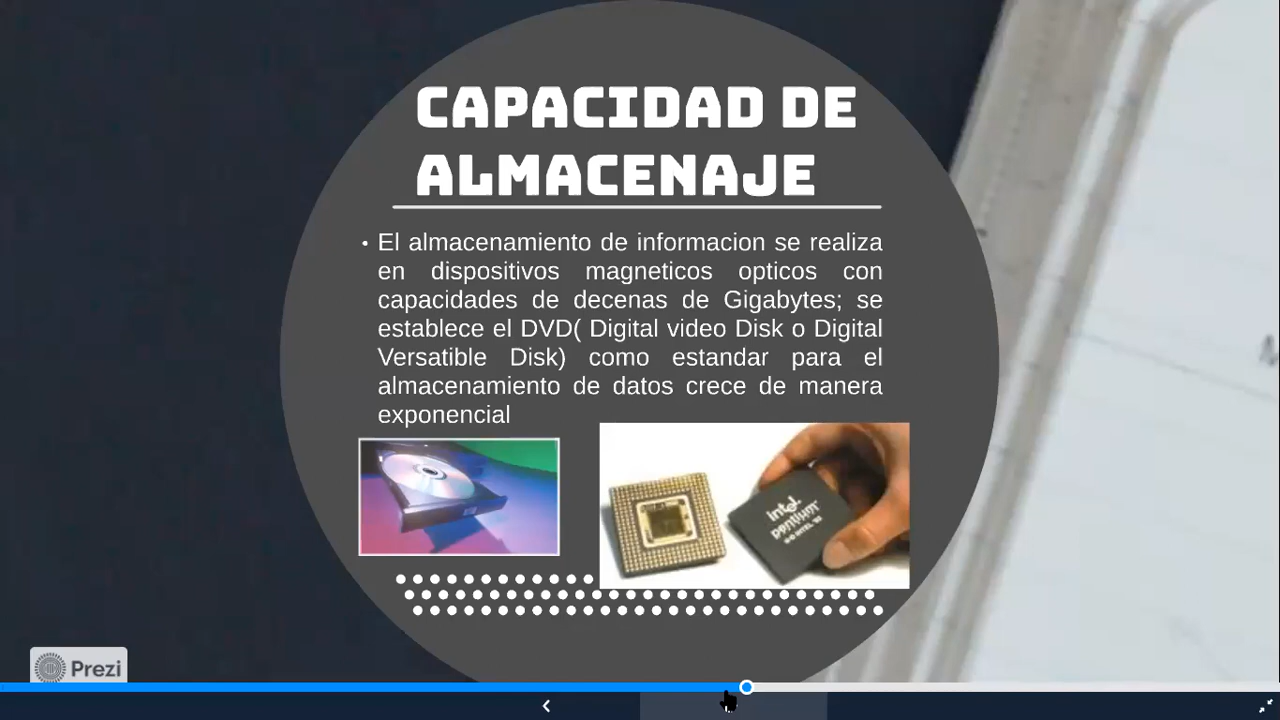 CAPACIDAD DE
ALMACENAJE
• El almacenamiento de informacion se realiza
en dispositivos magneticos opticos con
capacidades de decenas de Gigabytes; se
establece el DVD( Digital video Disk o Digital
Versatible Disk) como estandar para el
almacenamiento de datos crece de manera
exponencial
intel
pentium
Prezi